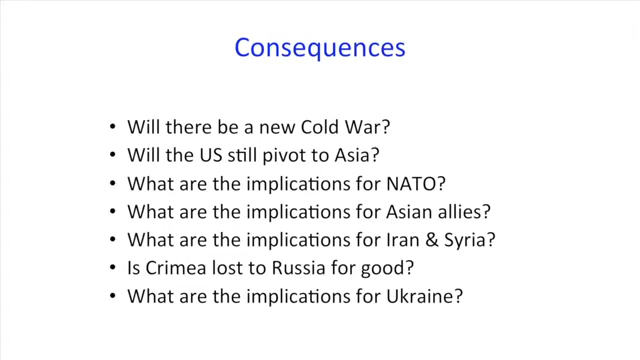 Consequences
• Will there be a new Cold War?
• Will the US still pivot to Asia?
• What are the implications for NATO?
• What are the implications for Asian allies?
• What are the implications for Iran & Syria?
• Is Crimea lost to Russia for good?
• What are the implications for Ukraine?